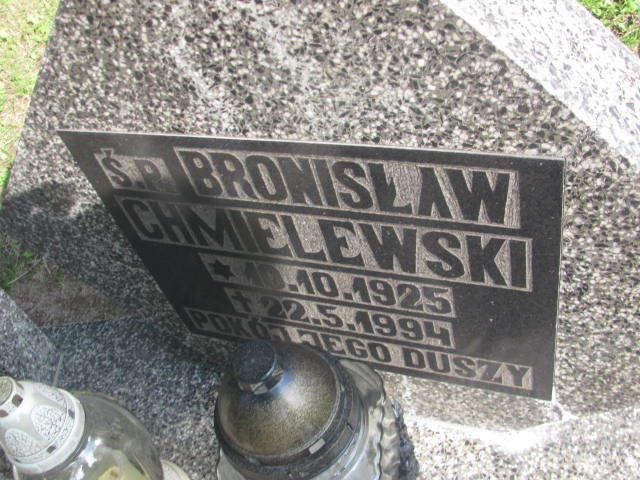 Ś.P. BRONISŁAW
CHMIELEWSKI
★ 10.10.1925
✝ 22.5.1994
POKÓJ JEGO DUSZY